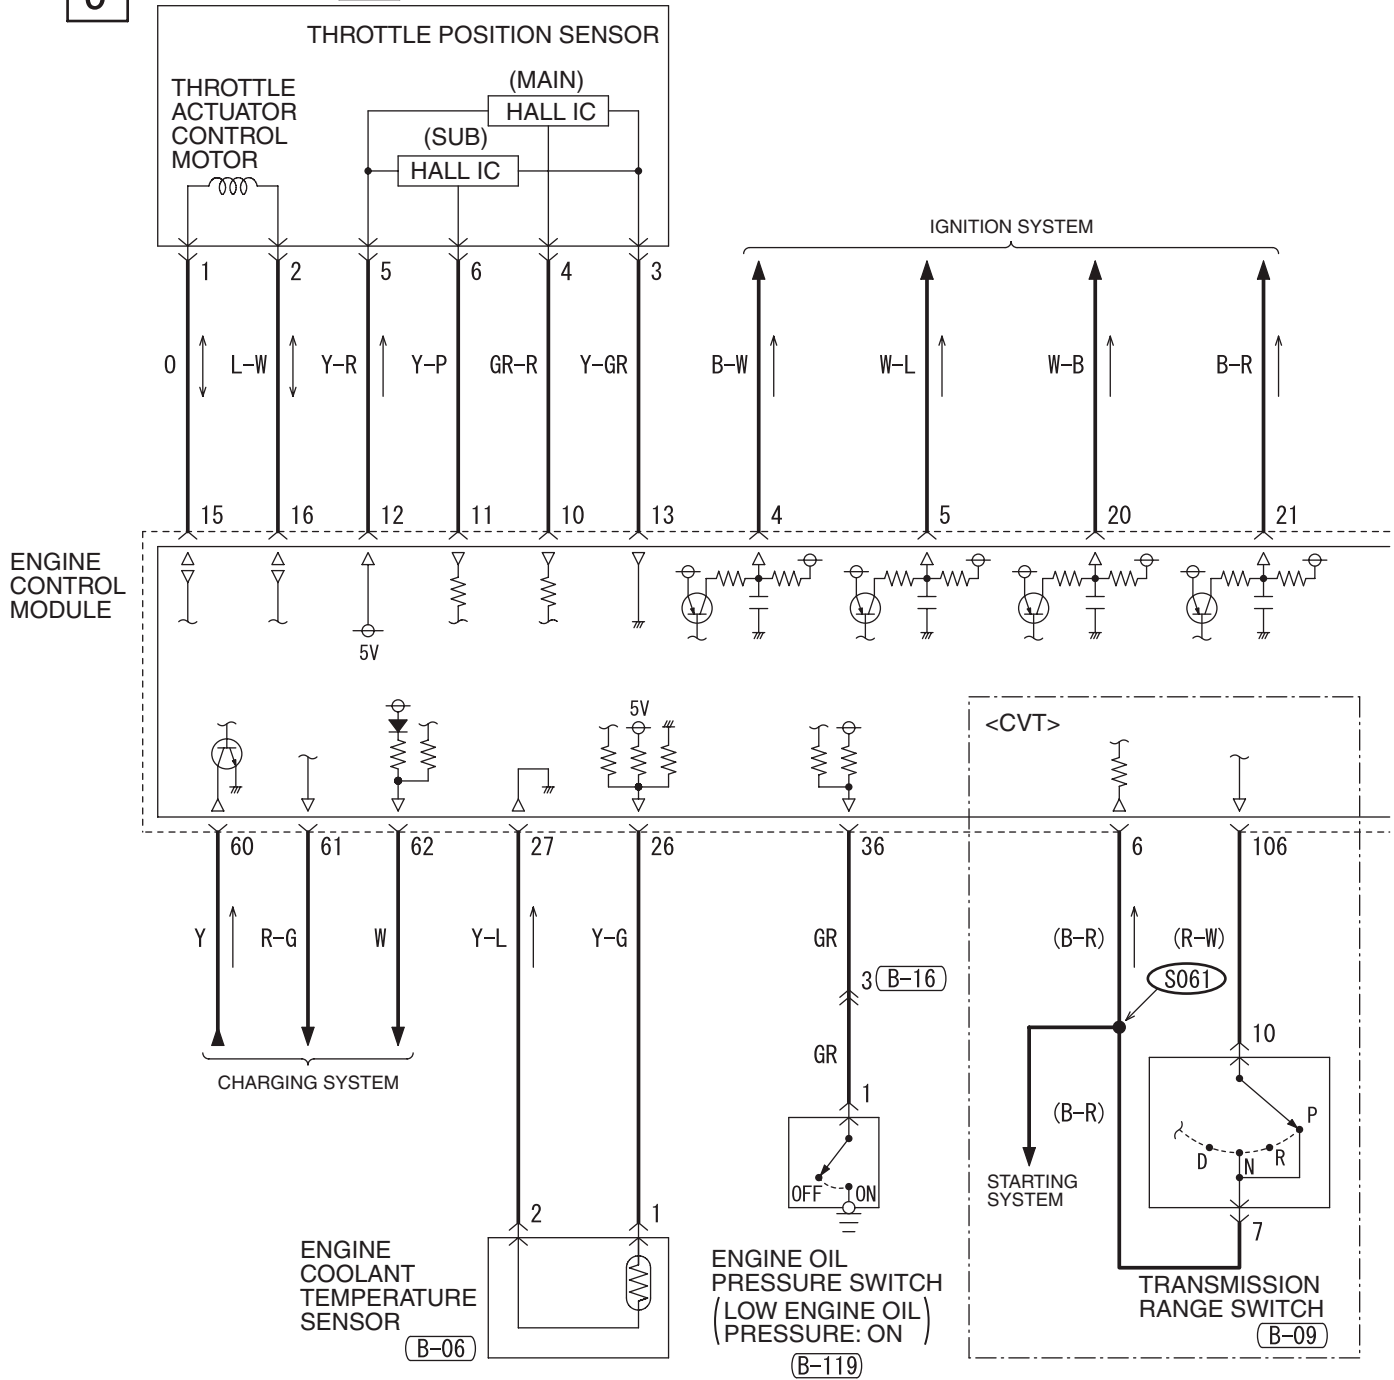 THROTTLE POSITION SENSOR
THROTTLE
ACTUATOR
CONTROL
MOTOR
(MAIN)
HALL IC
(SUB)
HALL IC
IGNITION SYSTEM
1 2 5 6 4 3
O L-W Y-R Y-P GR-R Y-GR B-W W-L W-B B-R
15 16 12 11 10 13 4 5 20 21
ENGINE
CONTROL
MODULE
5V
5V
<CVT>
60 61 62 27 26 36 6 106
Y R-G W Y-L Y-G GR (B-R) (R-W)
3 B-16
S061
GR
10
CHARGING SYSTEM
1
(B-R)
P
D N R
OFF ON
STARTING
SYSTEM
2 1
7
ENGINE
COOLANT
TEMPERATURE
SENSOR
B-06
ENGINE OIL
PRESSURE SWITCH
(LOW ENGINE OIL
PRESSURE: ON)
B-119
TRANSMISSION
RANGE SWITCH
B-09